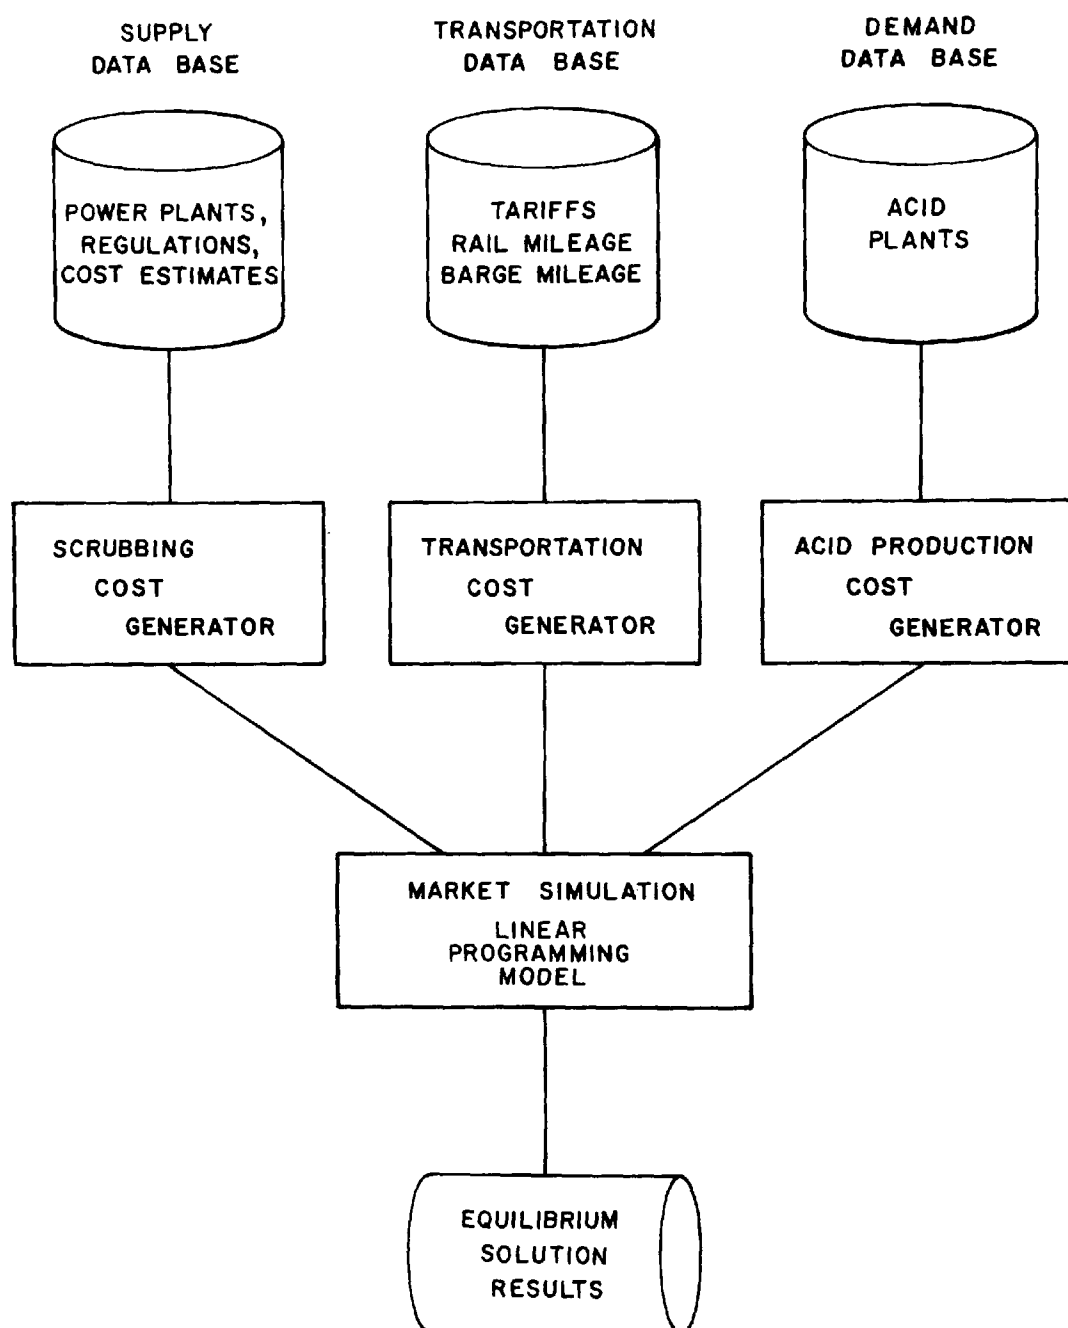 SUPPLY
DATA BASE
TRANSPORTATION
DATA BASE
DEMAND
DATA BASE
POWER PLANTS,
REGULATIONS,
COST ESTIMATES
TARIFFS
RAIL MILEAGE
BARGE MILEAGE
ACID
PLANTS
SCRUBBING
COST
GENERATOR
TRANSPORTATION
COST
GENERATOR
ACID PRODUCTION
COST
GENERATOR
MARKET SIMULATION
LINEAR
PROGRAMMING
MODEL
EQUILIBRIUM
SOLUTION
RESULTS